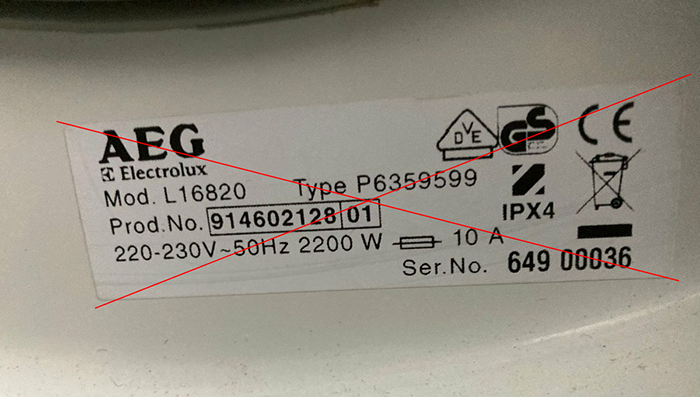 AEG
Electrolux
Mod. L16820 Type P6359599
Prod.No. 914602128 01
220-230V~50Hz 2200 W 10 A
Ser.No. 649 00036
DVE
GS
CE
IPX4